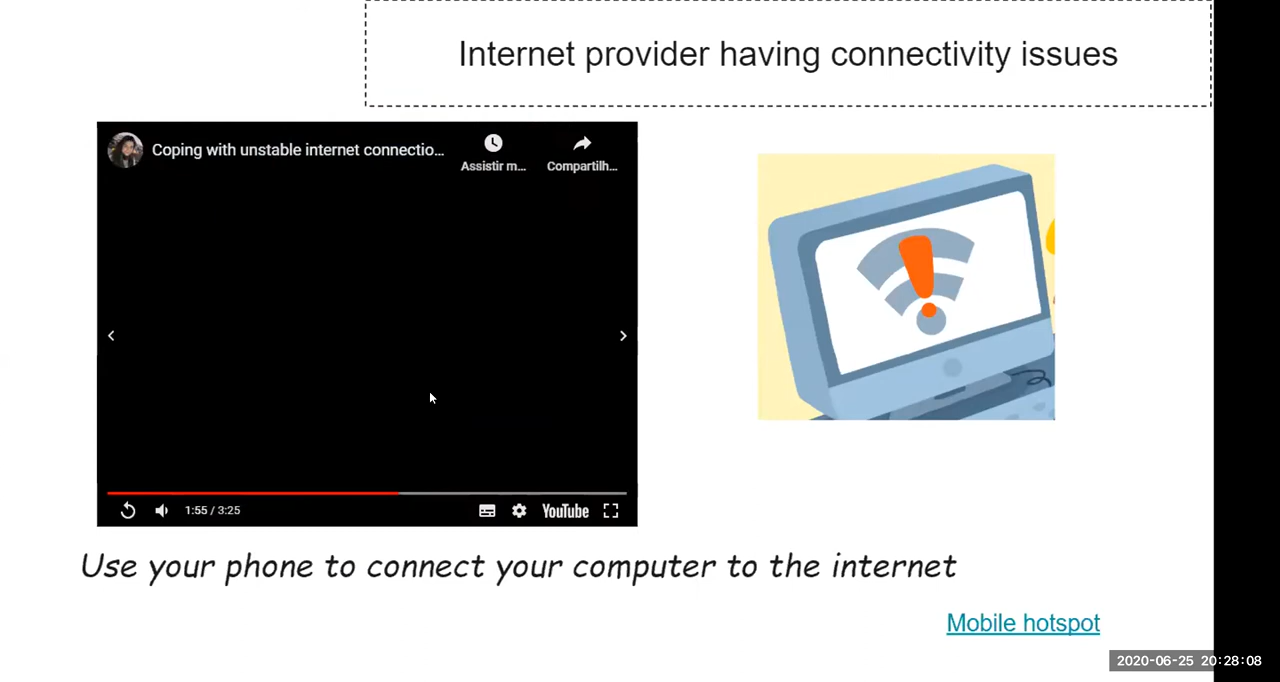 Internet provider having connectivity issues
Coping with unstable internet connectio...
Assistir m...
Compartilh...
1:55 / 3:25
YouTube
Use your phone to connect your computer to the internet
Mobile hotspot
2020-06-25 20:28:08